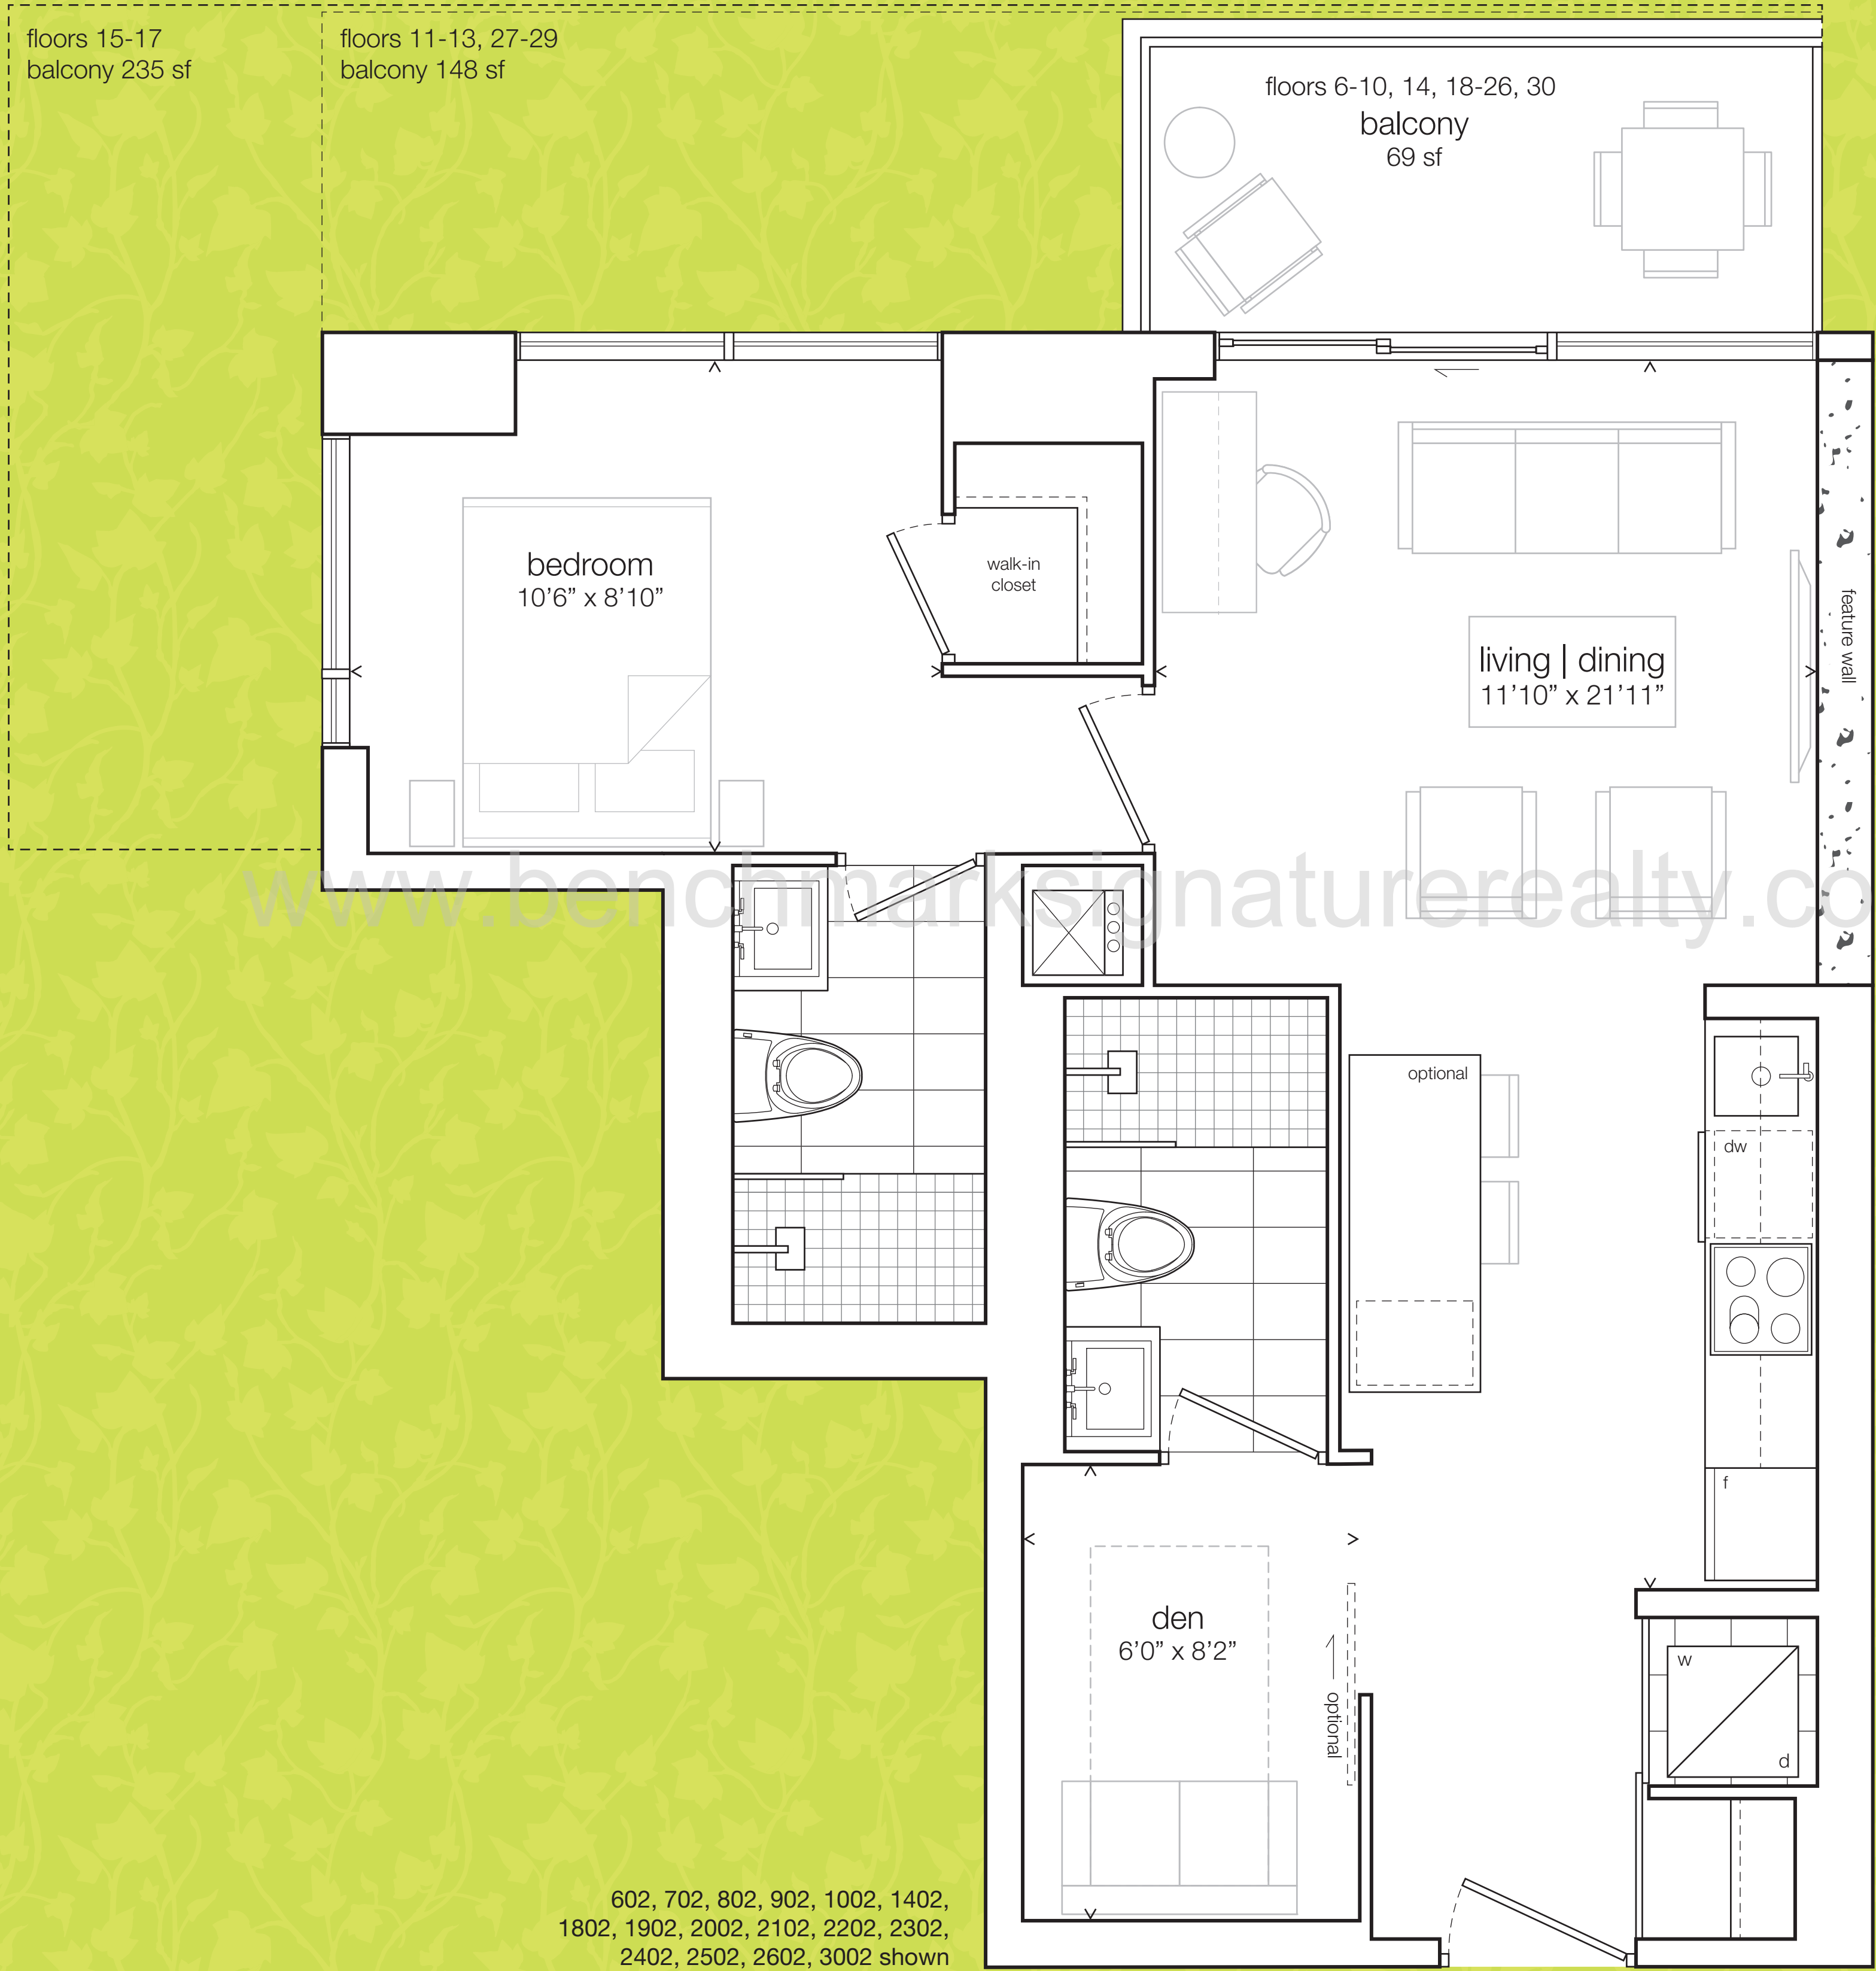 floors 15-17
balcony 235 sf
floors 11-13, 27-29
balcony 148 sf
floors 6-10, 14, 18-26, 30
balcony
69 sf
bedroom
10’6” x 8’10”
walk-in
closet
living | dining
11’10” x 21’11”
feature wall
www.benchmarksignaturerealty.co
optional
dw
f
den
6’0” x 8’2”
optional
w
d
602, 702, 802, 902, 1002, 1402,
1802, 1902, 2002, 2102, 2202, 2302,
2402, 2502, 2602, 3002 shown